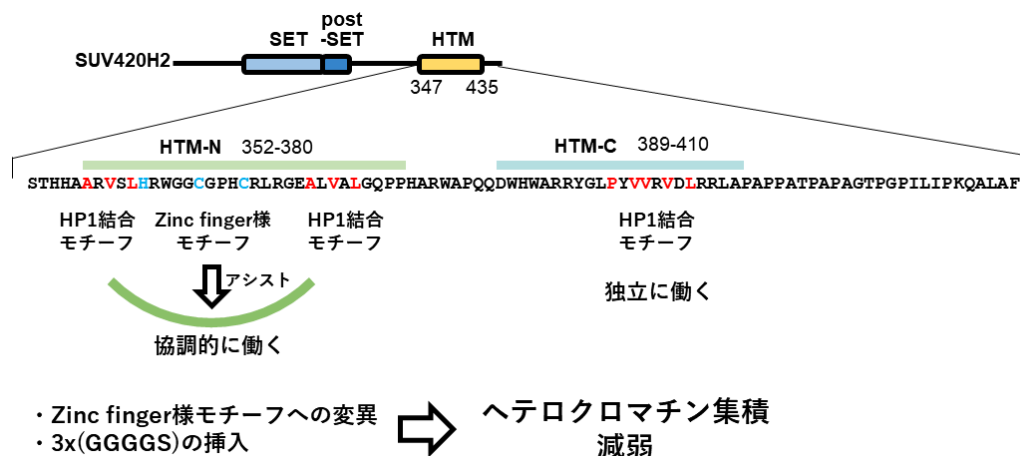 SET
post
-SET
HTM
SUV420H2
347
435
HTM-N 352-380
HTM-C 389-410
STHHAARVSLHRWGGCGPHCRLRGEALVALGQPPHARWAPQQDWHWARRYGLPYVVRVDLRRLAPAPPATPAPAGTPGPILIPKQALAF
HP1結合
モチーフ
Zinc finger様
モチーフ
HP1結合
モチーフ
HP1結合
モチーフ
アシスト
独立に働く
協調的に働く
・Zinc finger様モチーフへの変異
・3x(GGGGS)の挿入
ヘテロクロマチン集積
減弱